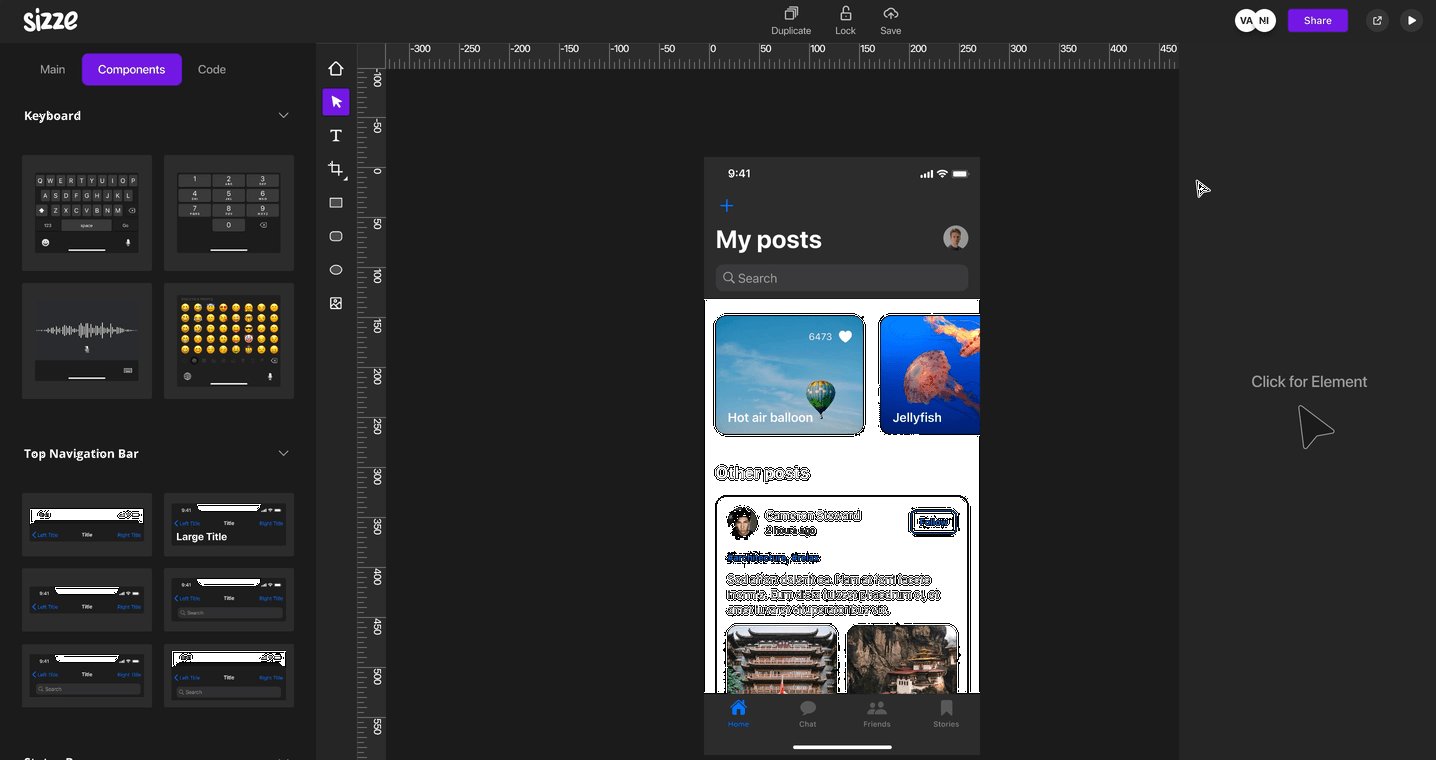 sizze
Duplicate
Lock
Save
VA
NI
Share
Main
Components
Code
-300 -250 -200 -150 -100 -50 0 50 100 150 200 250 300 350 400 450
-100
-50
0
50
100
150
200
250
300
350
400
450
500
550
Keyboard
Q W E R T Y U I O P
A S D F G H J K L
Z X C V B N M
123 space Go
1 2 3
4 5 6
7 8 9
0
Top Navigation Bar
Left Title Title Right Title
9:41
Left Title Title Right Title
Large Title
9:41
Left Title Title Right Title
9:41
Left Title Title Right Title
Search
9:41
Left Title Title Right Title
Search
Left Title Title Right Title
Search
9:41
My posts
Search
6473
Hot air balloon
Jellyfish
Other posts
Cameron Steward
2 hours ago
Follow
Home
Chat
Friends
Stories
Click for Element